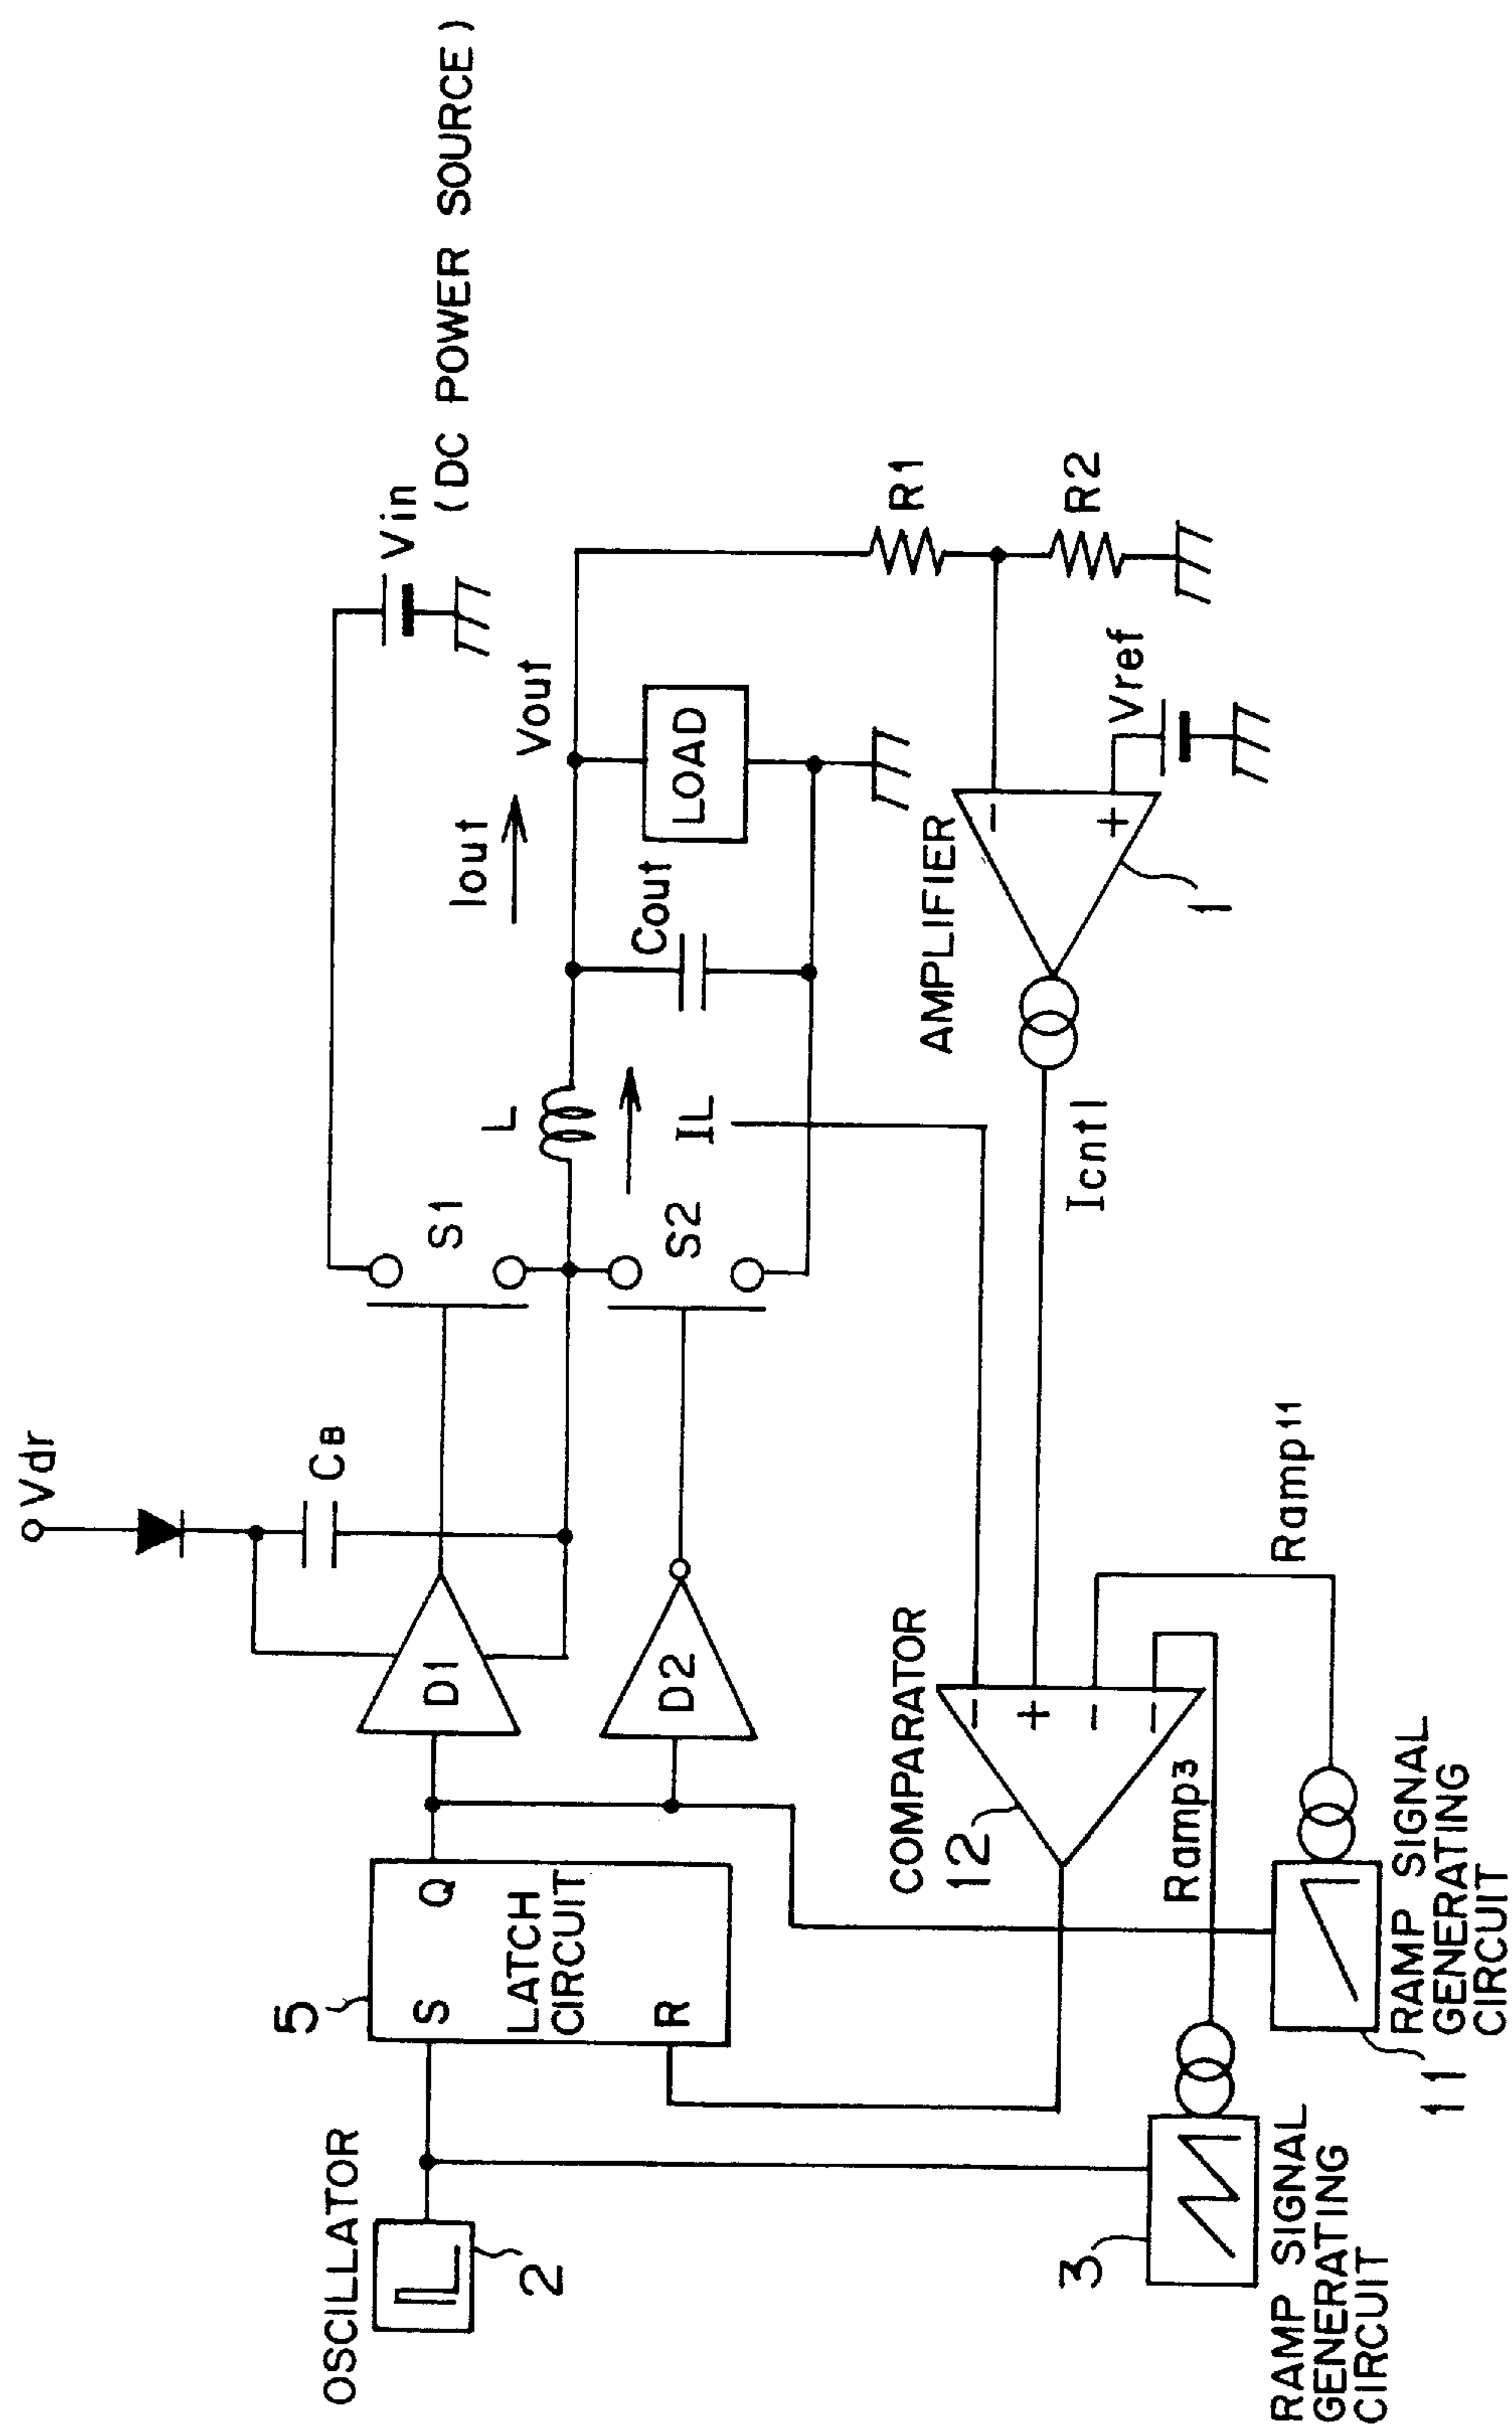 Vdr
Vin
(DC POWER SOURCE)
CB
D1
S1
L
Iout
Vout
OSCILLATOR
2
5
S
Q
LATCH
CIRCUIT
R
D2
S2
IL
Cout
LOAD
R1
R2
COMPARATOR
12
−
+
−
−
Icntl
AMPLIFIER
−
+
1
Vref
Ramp3
Ramp11
3
RAMP SIGNAL
GENERATING
CIRCUIT
11
RAMP SIGNAL
GENERATING
CIRCUIT